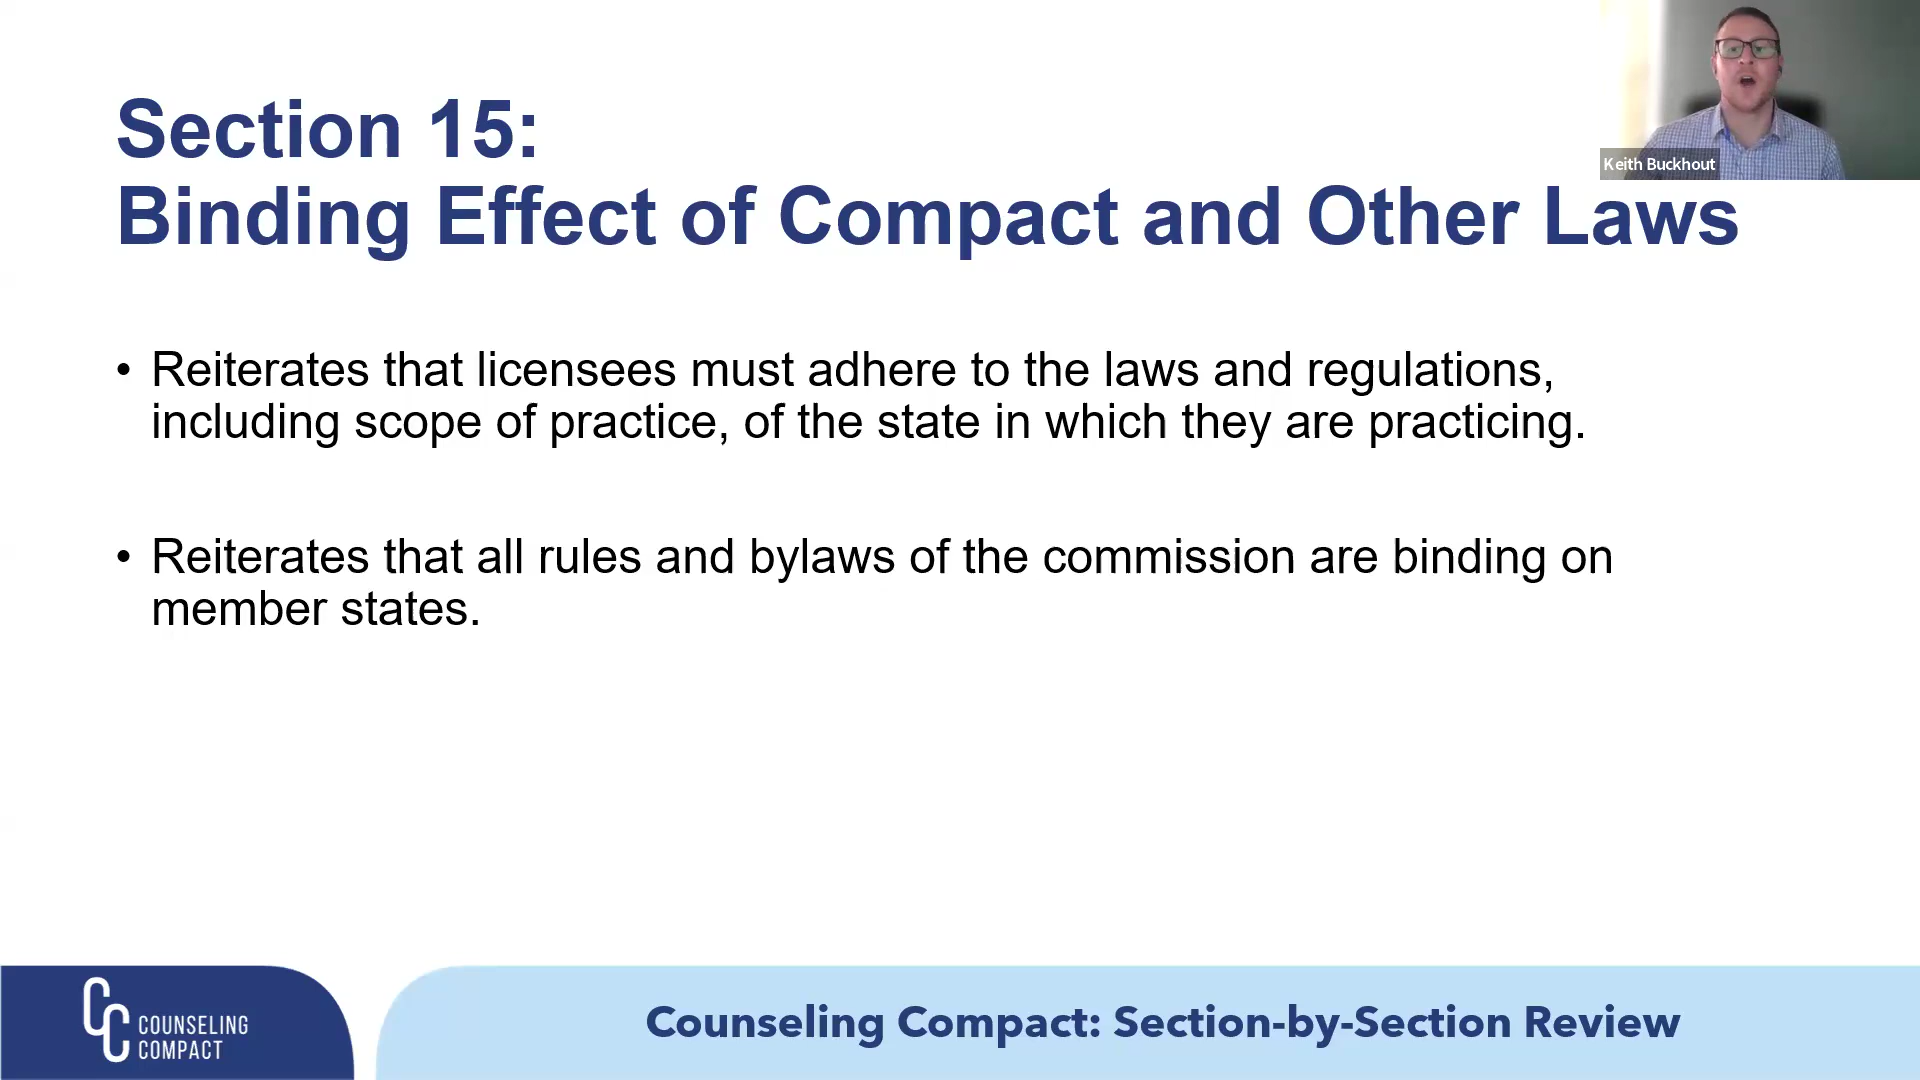 Section 15:
Binding Effect of Compact and Other Laws
Keith Buckhout
• Reiterates that licensees must adhere to the laws and regulations,
including scope of practice, of the state in which they are practicing.
• Reiterates that all rules and bylaws of the commission are binding on
member states.
CC
COUNSELING
COMPACT
Counseling Compact: Section-by-Section Review